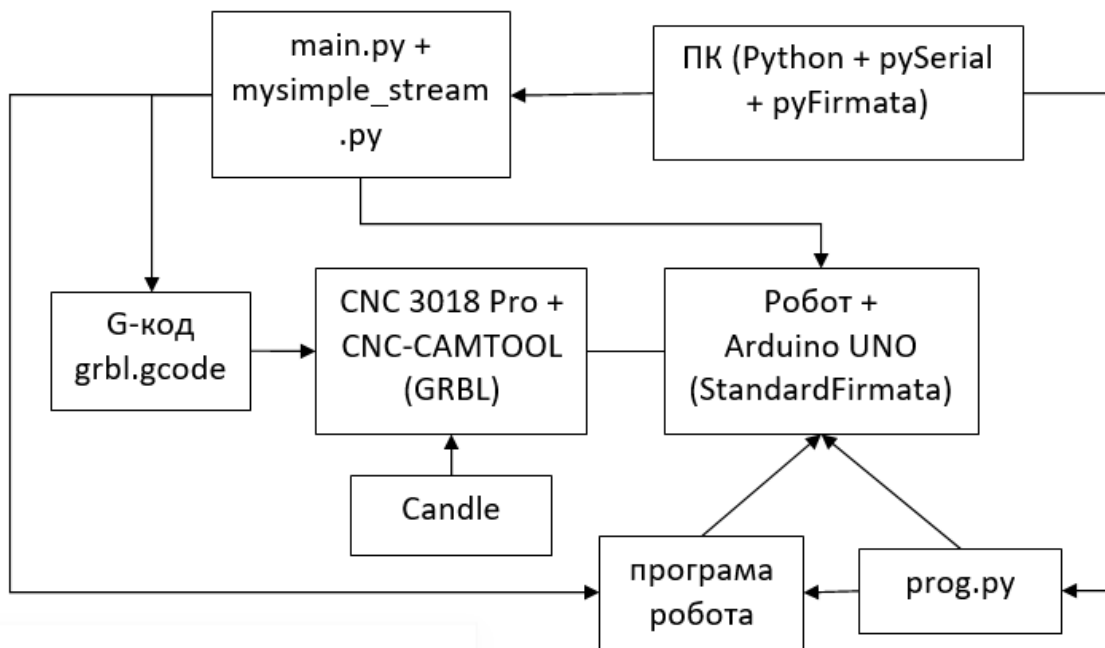 main.py +
mysimple_stream
.py
ПК (Python + pySerial
+ pyFirmata)
G-код
grbl.gcode
CNC 3018 Pro +
CNC-CAMTOOL
(GRBL)
Робот +
Arduino UNO
(StandardFirmata)
Candle
програма
робота
prog.py